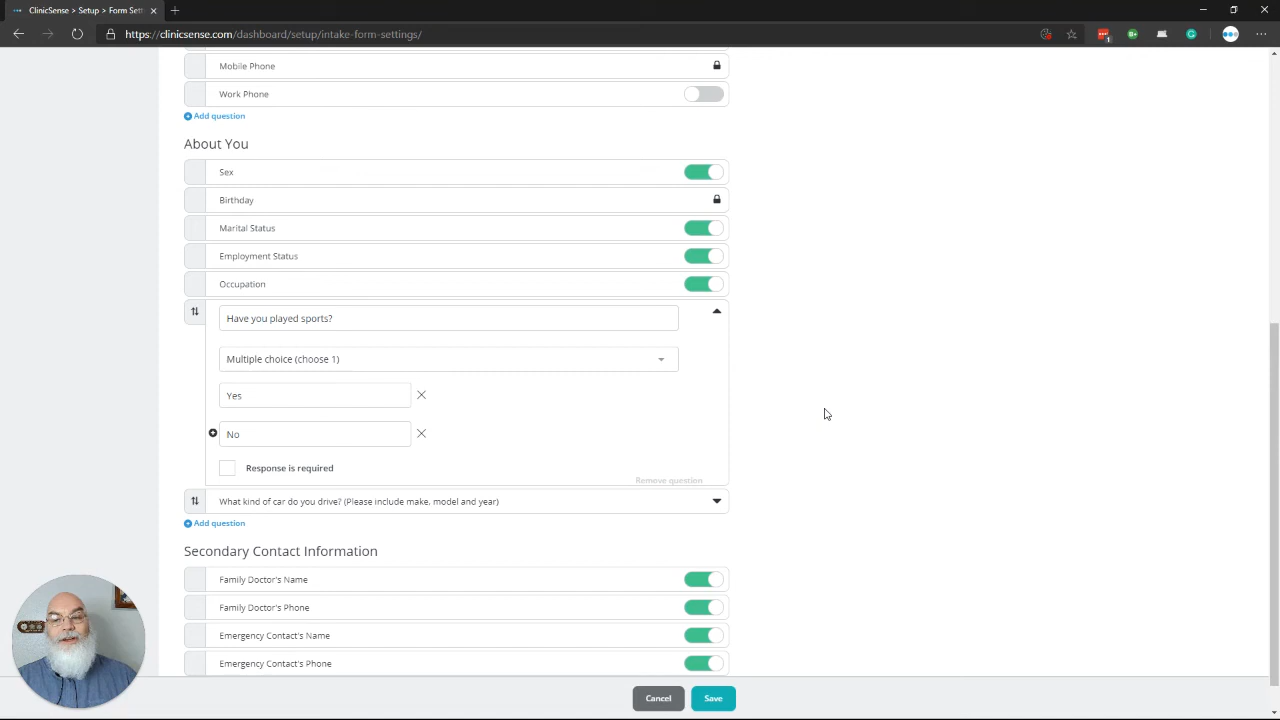 ClinicSense > Setup > Form Sett
https://clinicsense.com/dashboard/setup/intake-form-settings/
1
Mobile Phone
Work Phone
Add question
About You
Sex
Birthday
Marital Status
Employment Status
Occupation
Have you played sports?
Multiple choice (choose 1)
Yes
No
Response is required
Remove question
What kind of car do you drive? (Please include make, model and year)
Add question
Secondary Contact Information
Family Doctor's Name
Family Doctor's Phone
Emergency Contact's Name
Emergency Contact's Phone
Cancel
Save